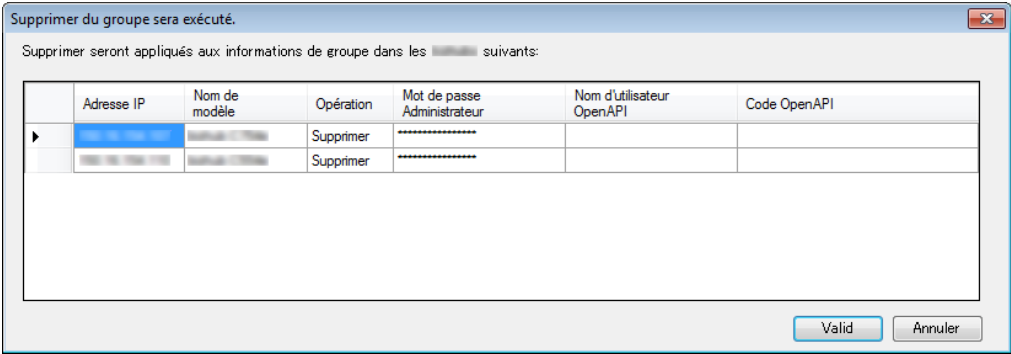 Supprimer du groupe sera exécuté.
Supprimer seront appliqués aux informations de groupe dans les suivants:
Adresse IP Nom de modèle Opération Mot de passe Administrateur Nom d'utilisateur OpenAPI Code OpenAPI
Supprimer ****************
Supprimer ****************
Valid Annuler